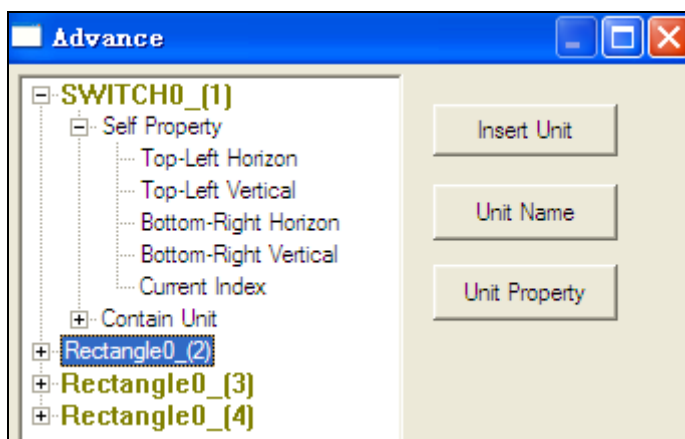 Advance
SWITCH0_(1)
Self Property
Top-Left Horizon
Top-Left Vertical
Bottom-Right Horizon
Bottom-Right Vertical
Current Index
Contain Unit
Rectangle0_(2)
Rectangle0_(3)
Rectangle0_(4)
Insert Unit
Unit Name
Unit Property